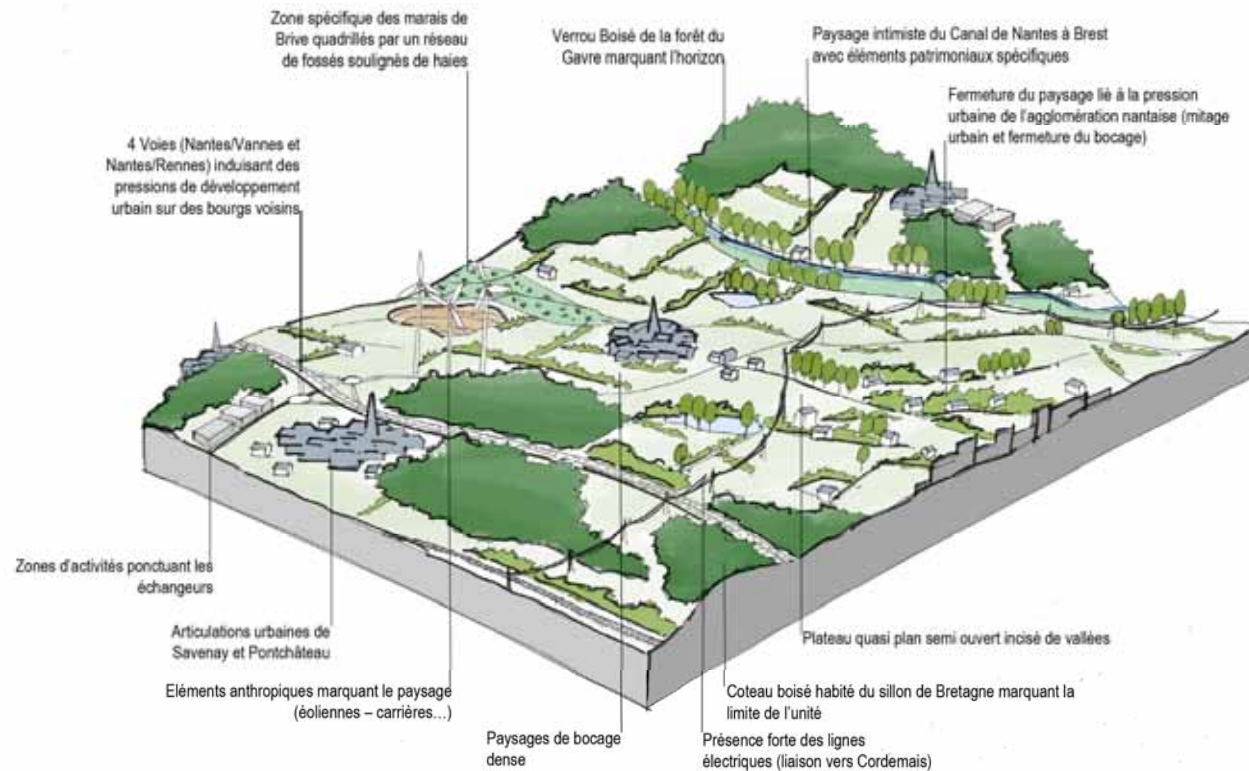 Zone spécifique des marais de
Brive quadrillés par un réseau
de fossés soulignés de haies
Verrou Boisé de la forêt du
Gavre marquant l'horizon
Paysage intimiste du Canal de Nantes à Brest
avec éléments patrimoniaux spécifiques
Fermeture du paysage liè à la pression
urbaine de l'agglomération nantaise (mitage
urbain et fermeture du bocage)
4 Voies (Nantes/Vannes et
Nantes/Rennes) induisant des
pressions de développement
urbain sur des bourgs voisins
Zones d'activités ponctuant les
échangeurs
Articulations urbaines de
Savenay et Pontchâteau
Eléments anthropiques marquant le paysage
(éoliennes – carrières…)
Paysages de bocage
dense
Présence forte des lignes
électriques (liaison vers Cordemais)
Coteau boisé habité du sillon de Bretagne marquant la
limite de l'unité
Plateau quasi plan semi ouvert incisé de vallées